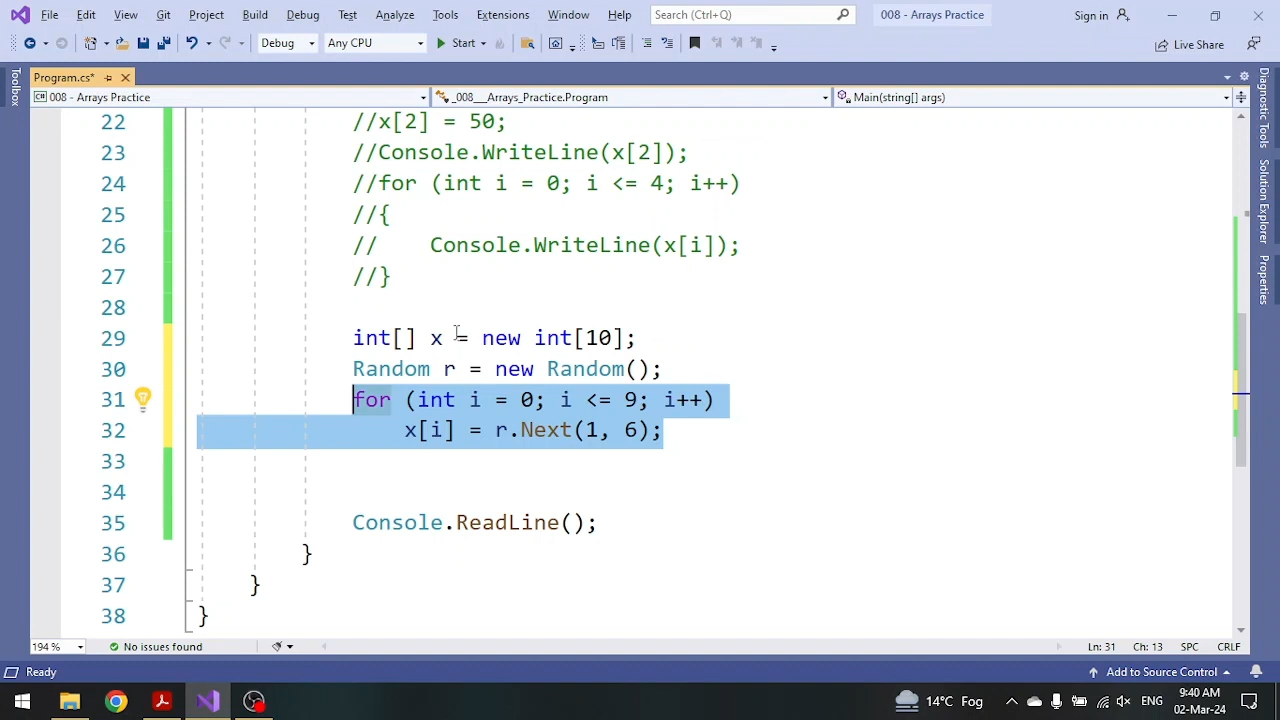 File Edit View Git Project Build Debug Test Analyze Tools Extensions Window Help Search (Ctrl+Q) 008 - Arrays Practice Sign in
Debug Any CPU Start Live Share
Program.cs*
008 - Arrays Practice _008___Arrays_Practice.Program Main(string[] args)
Toolbox
22 //x[2] = 50;
23 //Console.WriteLine(x[2]);
24 //for (int i = 0; i <= 4; i++)
25 //{
26 //    Console.WriteLine(x[i]);
27 //}
28
29 int[] x = new int[10];
30 Random r = new Random();
31 for (int i = 0; i <= 9; i++)
32     x[i] = r.Next(1, 6);
33
34
35 Console.ReadLine();
36 }
37 }
38 }
Diagnostic Tools
Solution Explorer
Properties
194 % No issues found Ln: 31 Ch: 13 SPC CRLF
Ready Add to Source Control
14°C Fog ENG 9:40 AM
02-Mar-24